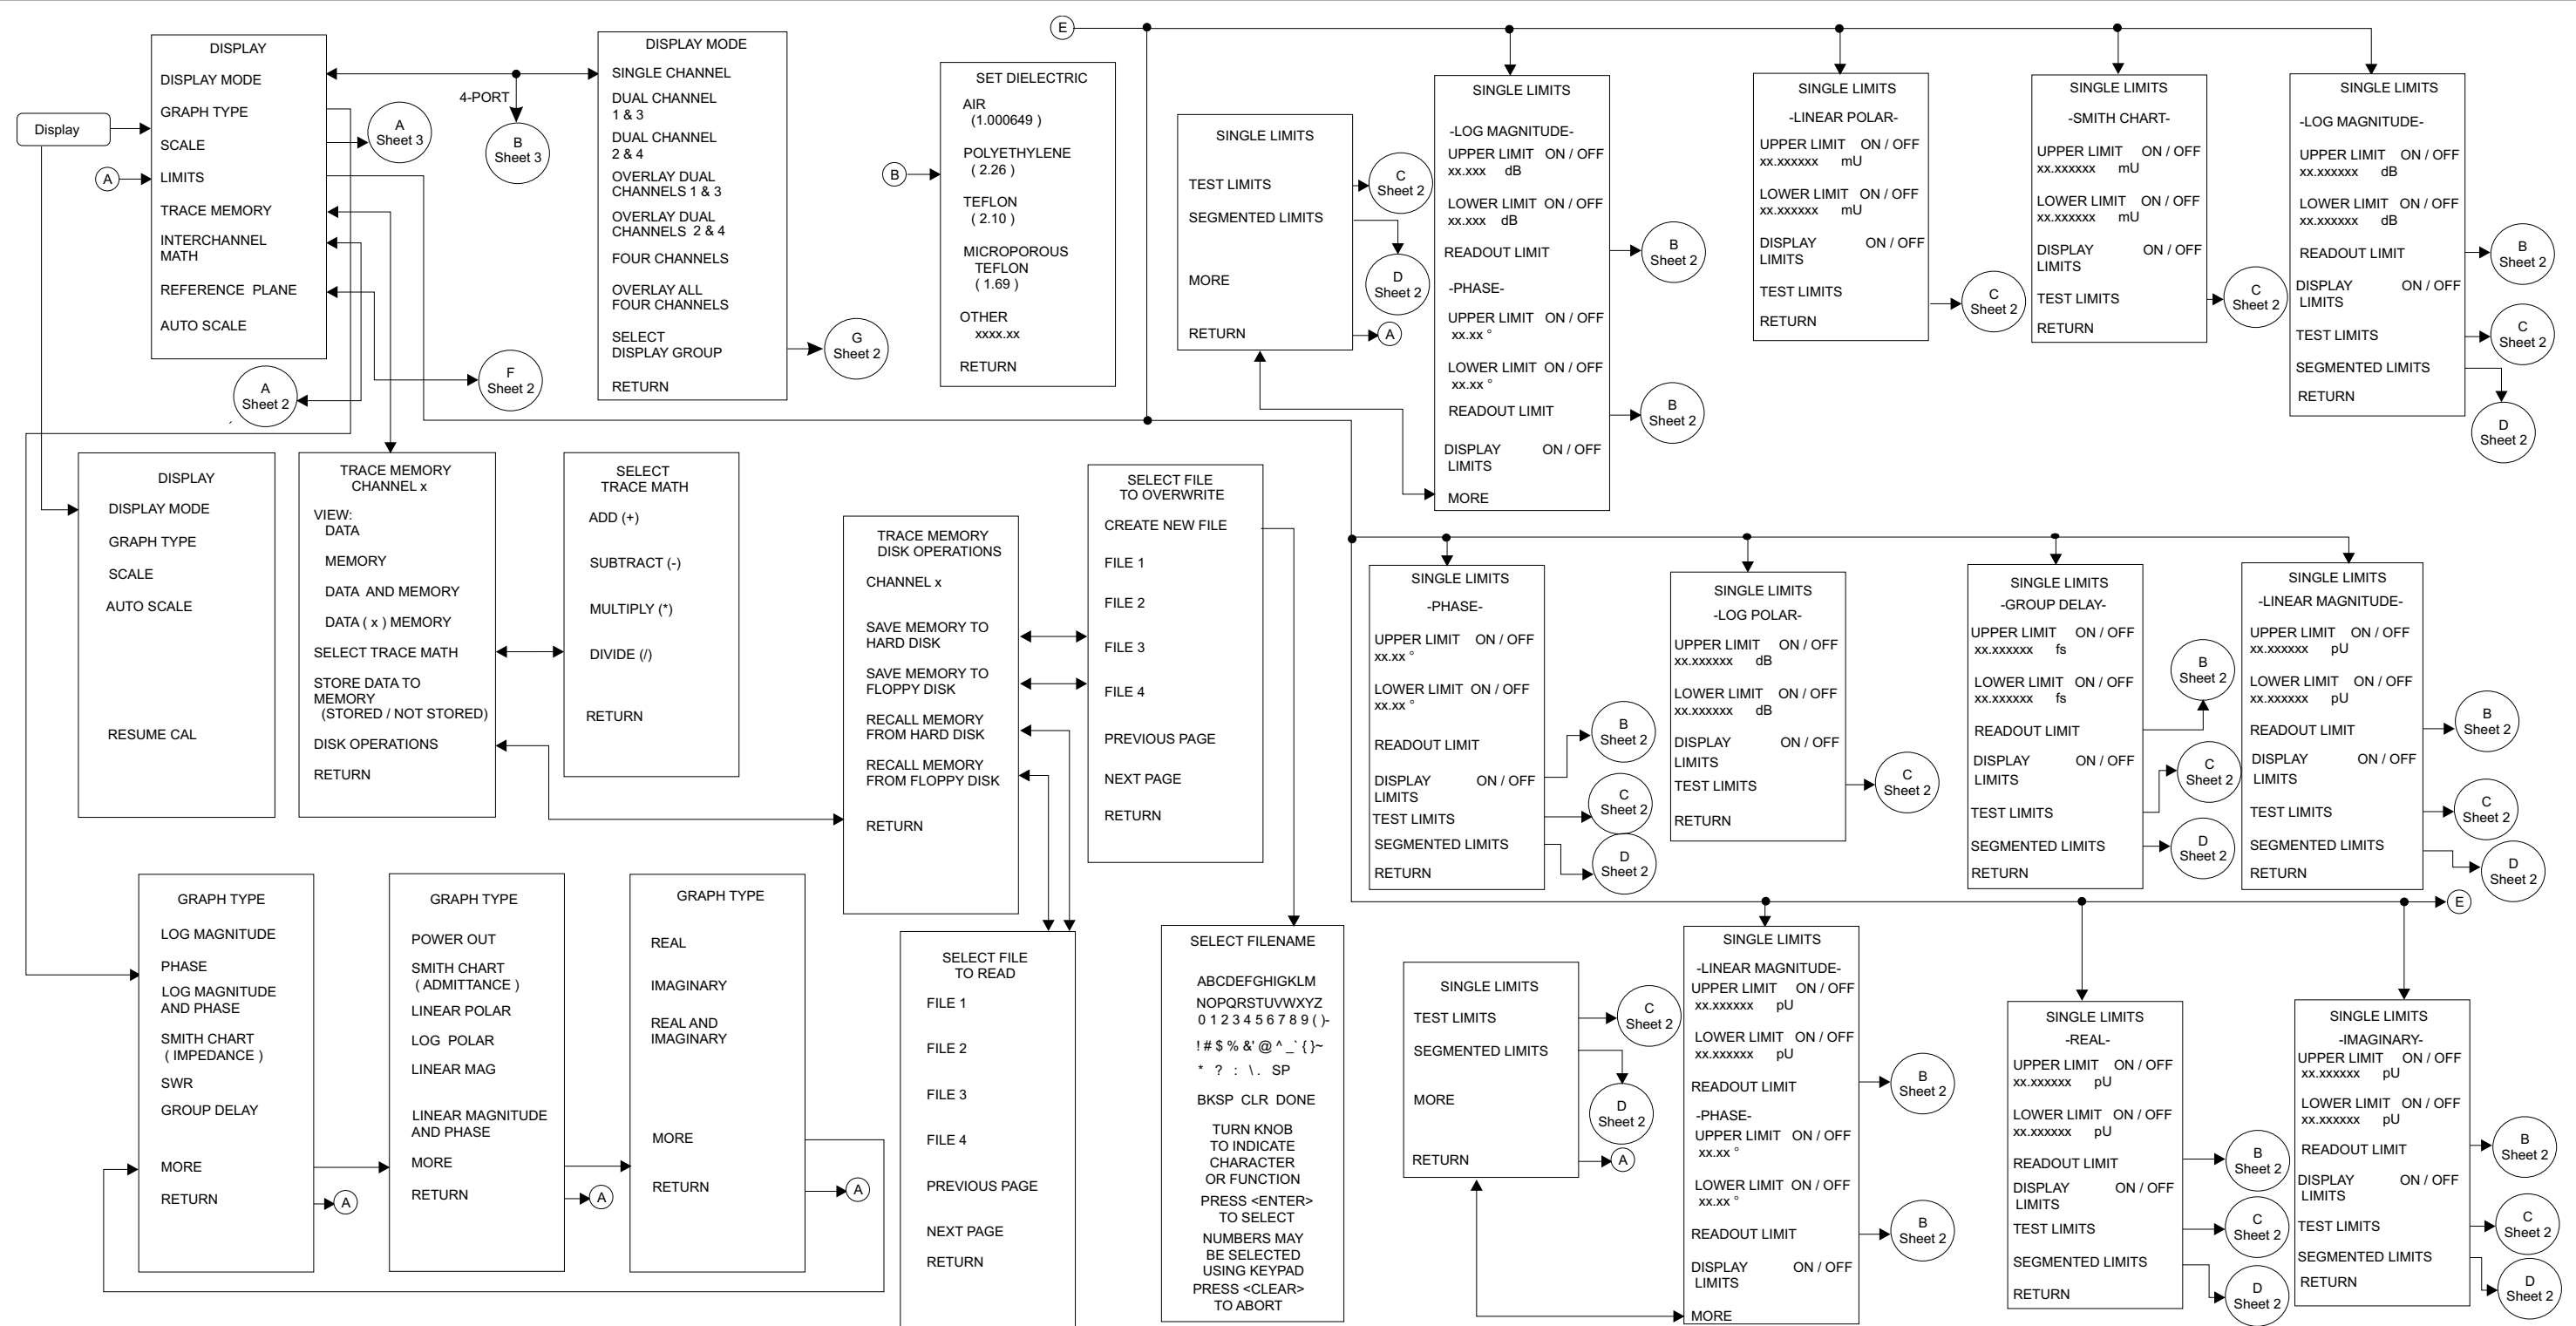 Display
DISPLAY
DISPLAY MODE
GRAPH TYPE
SCALE
LIMITS
TRACE MEMORY
INTERCHANNEL
MATH
REFERENCE PLANE
AUTO SCALE
A
A
Sheet 3
4-PORT
B
Sheet 3
A
Sheet 2
F
Sheet 2
DISPLAY MODE
SINGLE CHANNEL
DUAL CHANNEL
1 & 3
DUAL CHANNEL
2 & 4
OVERLAY DUAL
CHANNELS 1 & 3
OVERLAY DUAL
CHANNELS 2 & 4
FOUR CHANNELS
OVERLAY ALL
FOUR CHANNELS
SELECT
DISPLAY GROUP
RETURN
G
Sheet 2
B
SET DIELECTRIC
AIR
(1.000649 )
POLYETHYLENE
( 2.26 )
TEFLON
( 2.10 )
MICROPOROUS
TEFLON
( 1.69 )
OTHER
xxxx.xx
RETURN
E
SINGLE LIMITS
TEST LIMITS
SEGMENTED LIMITS
MORE
RETURN
C
Sheet 2
D
Sheet 2
A
SINGLE LIMITS
-LOG MAGNITUDE-
UPPER LIMIT ON / OFF
xx.xxx dB
LOWER LIMIT ON / OFF
xx.xxx dB
READOUT LIMIT
-PHASE-
UPPER LIMIT ON / OFF
xx.xx °
LOWER LIMIT ON / OFF
xx.xx °
READOUT LIMIT
DISPLAY ON / OFF
LIMITS
MORE
B
Sheet 2
B
Sheet 2
SINGLE LIMITS
-LINEAR POLAR-
UPPER LIMIT ON / OFF
xx.xxxxxx mU
LOWER LIMIT ON / OFF
xx.xxxxxx mU
DISPLAY ON / OFF
LIMITS
TEST LIMITS
RETURN
C
Sheet 2
SINGLE LIMITS
-SMITH CHART-
UPPER LIMIT ON / OFF
xx.xxxxxx mU
LOWER LIMIT ON / OFF
xx.xxxxxx mU
DISPLAY ON / OFF
LIMITS
TEST LIMITS
RETURN
C
Sheet 2
SINGLE LIMITS
-LOG MAGNITUDE-
UPPER LIMIT ON / OFF
xx.xxxxxx dB
LOWER LIMIT ON / OFF
xx.xxxxxx dB
READOUT LIMIT
DISPLAY ON / OFF
LIMITS
TEST LIMITS
SEGMENTED LIMITS
RETURN
B
Sheet 2
C
Sheet 2
D
Sheet 2
DISPLAY
DISPLAY MODE
GRAPH TYPE
SCALE
AUTO SCALE
RESUME CAL
TRACE MEMORY
CHANNEL x
VIEW:
DATA
MEMORY
DATA AND MEMORY
DATA ( x ) MEMORY
SELECT TRACE MATH
STORE DATA TO
MEMORY
(STORED / NOT STORED)
DISK OPERATIONS
RETURN
SELECT
TRACE MATH
ADD (+)
SUBTRACT (-)
MULTIPLY (*)
DIVIDE (/)
RETURN
TRACE MEMORY
DISK OPERATIONS
CHANNEL x
SAVE MEMORY TO
HARD DISK
SAVE MEMORY TO
FLOPPY DISK
RECALL MEMORY
FROM HARD DISK
RECALL MEMORY
FROM FLOPPY DISK
RETURN
SELECT FILE
TO OVERWRITE
CREATE NEW FILE
FILE 1
FILE 2
FILE 3
FILE 4
PREVIOUS PAGE
NEXT PAGE
RETURN
SINGLE LIMITS
-PHASE-
UPPER LIMIT ON / OFF
xx.xx °
LOWER LIMIT ON / OFF
xx.xx °
READOUT LIMIT
DISPLAY ON / OFF
LIMITS
TEST LIMITS
SEGMENTED LIMITS
RETURN
B
Sheet 2
C
Sheet 2
D
Sheet 2
SINGLE LIMITS
-LOG POLAR-
UPPER LIMIT ON / OFF
xx.xxxxxx dB
LOWER LIMIT ON / OFF
xx.xxxxxx dB
DISPLAY ON / OFF
LIMITS
TEST LIMITS
RETURN
C
Sheet 2
SINGLE LIMITS
-GROUP DELAY-
UPPER LIMIT ON / OFF
xx.xxxxxx fs
LOWER LIMIT ON / OFF
xx.xxxxxx fs
READOUT LIMIT
DISPLAY ON / OFF
LIMITS
TEST LIMITS
SEGMENTED LIMITS
RETURN
B
Sheet 2
C
Sheet 2
D
Sheet 2
SINGLE LIMITS
-LINEAR MAGNITUDE-
UPPER LIMIT ON / OFF
xx.xxxxxx pU
LOWER LIMIT ON / OFF
xx.xxxxxx pU
READOUT LIMIT
DISPLAY ON / OFF
LIMITS
TEST LIMITS
SEGMENTED LIMITS
RETURN
B
Sheet 2
C
Sheet 2
D
Sheet 2
E
GRAPH TYPE
LOG MAGNITUDE
PHASE
LOG MAGNITUDE
AND PHASE
SMITH CHART
( IMPEDANCE )
SWR
GROUP DELAY
MORE
RETURN
A
GRAPH TYPE
POWER OUT
SMITH CHART
( ADMITTANCE )
LINEAR POLAR
LOG POLAR
LINEAR MAG
LINEAR MAGNITUDE
AND PHASE
MORE
RETURN
A
GRAPH TYPE
REAL
IMAGINARY
REAL AND
IMAGINARY
MORE
RETURN
A
SELECT FILE
TO READ
FILE 1
FILE 2
FILE 3
FILE 4
PREVIOUS PAGE
NEXT PAGE
RETURN
SELECT FILENAME
ABCDEFGHIGKLM
NOPQRSTUVWXYZ
0 1 2 3 4 5 6 7 8 9 ( )-
! # $ % &' @ ^ _` { }~
* ? : \ . SP
BKSP CLR DONE
TURN KNOB
TO INDICATE
CHARACTER
OR FUNCTION
PRESS <ENTER>
TO SELECT
NUMBERS MAY
BE SELECTED
USING KEYPAD
PRESS <CLEAR>
TO ABORT
SINGLE LIMITS
TEST LIMITS
SEGMENTED LIMITS
MORE
RETURN
C
Sheet 2
D
Sheet 2
A
SINGLE LIMITS
-LINEAR MAGNITUDE-
UPPER LIMIT ON / OFF
xx.xxxxxx pU
LOWER LIMIT ON / OFF
xx.xxxxxx pU
READOUT LIMIT
-PHASE-
UPPER LIMIT ON / OFF
xx.xx °
LOWER LIMIT ON / OFF
xx.xx °
READOUT LIMIT
DISPLAY ON / OFF
LIMITS
MORE
B
Sheet 2
B
Sheet 2
SINGLE LIMITS
-REAL-
UPPER LIMIT ON / OFF
xx.xxxxxx pU
LOWER LIMIT ON / OFF
xx.xxxxxx pU
READOUT LIMIT
DISPLAY ON / OFF
LIMITS
TEST LIMITS
SEGMENTED LIMITS
RETURN
B
Sheet 2
C
Sheet 2
D
Sheet 2
SINGLE LIMITS
-IMAGINARY-
UPPER LIMIT ON / OFF
xx.xxxxxx pU
LOWER LIMIT ON / OFF
xx.xxxxxx pU
READOUT LIMIT
DISPLAY ON / OFF
LIMITS
TEST LIMITS
SEGMENTED LIMITS
RETURN
B
Sheet 2
C
Sheet 2
D
Sheet 2